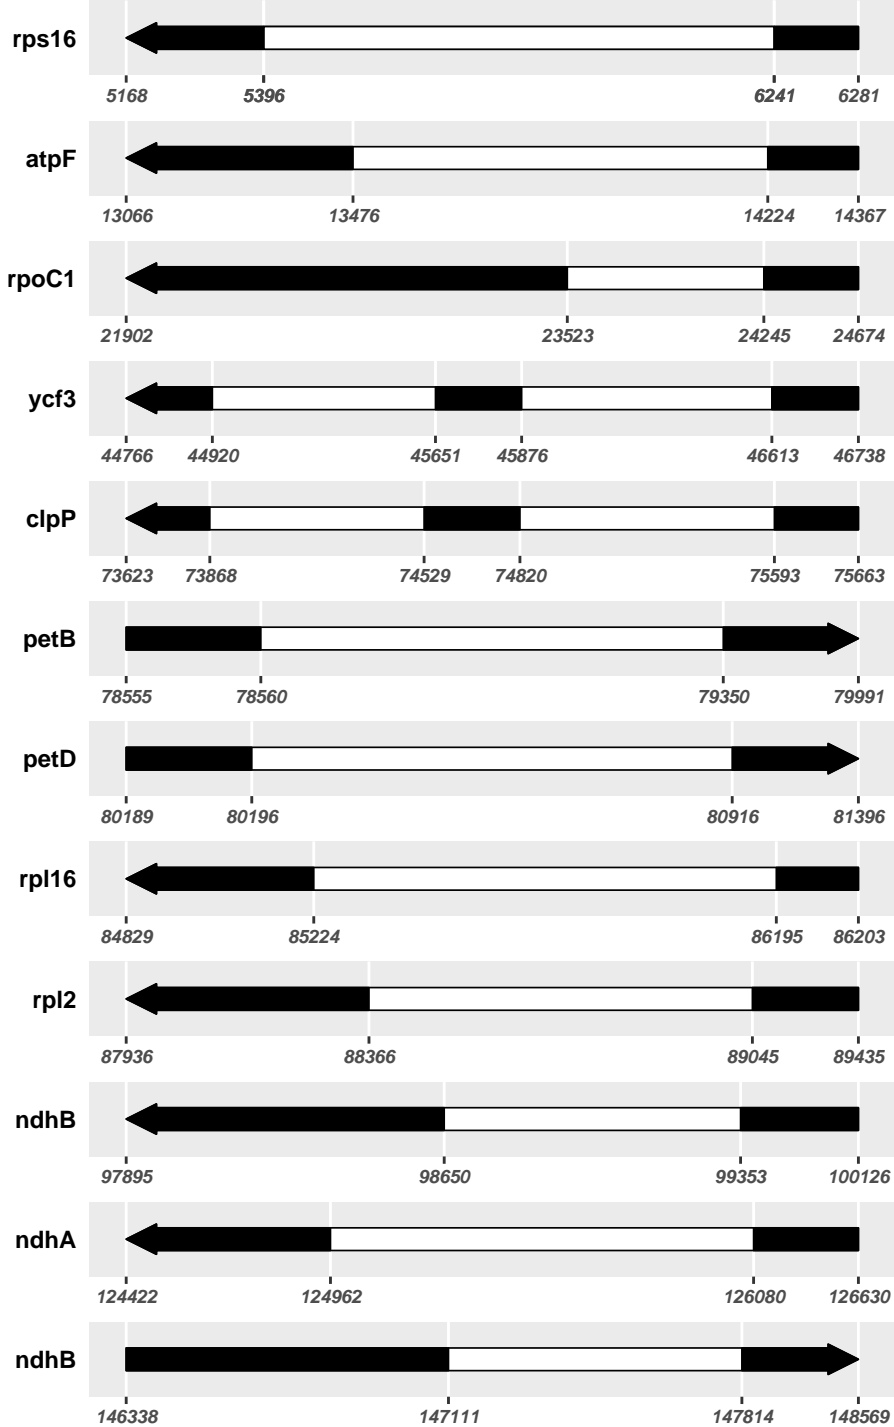 rps16
5168 5396 6241 6281
atpF
13066 13476 14224 14367
rpoC1
21902 23523 24245 24674
ycf3
44766 44920 45651 45876 46613 46738
clpP
73623 73868 74529 74820 75593 75663
petB
78555 78560 79350 79991
petD
80189 80196 80916 81396
rpl16
84829 85224 86195 86203
rpl2
87936 88366 89045 89435
ndhB
97895 98650 99353 100126
ndhA
124422 124962 126080 126630
ndhB
146338 147111 147814 148569